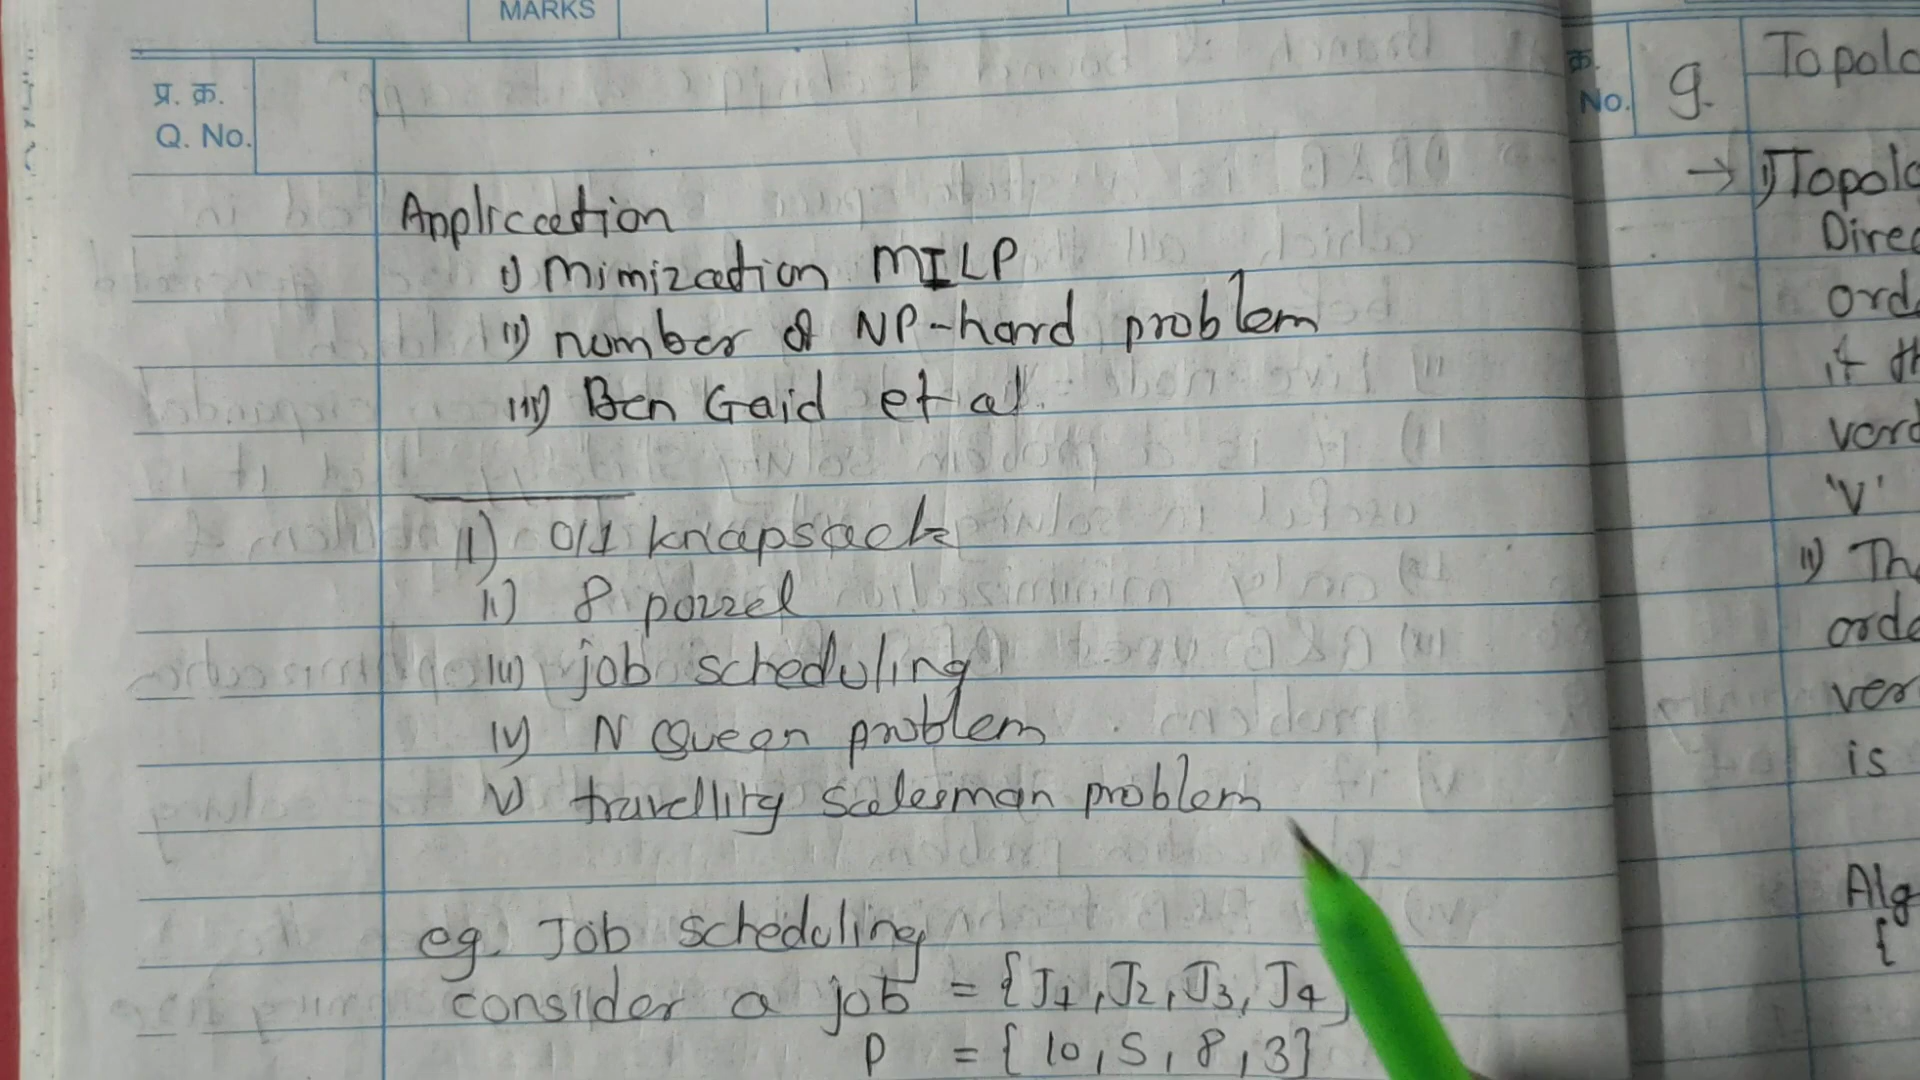 MARKS
प्र. क्र.
Q. No.
Application
i) Mimization MILP
ii) number of NP-hard problem
iii) Ben Gaid et al.
i) 0/1 knapsack
ii) 8 pozzel
iii) job scheduling
iv) N Queen problem
v) travelling salesman problem
eg. Job scheduling
consider a job = {J1, J2, J3, J4}
P = {10, 5, 8, 3}
क्र.
No.
9.
Topolo
→ i) Topolo
Direc
ord
if th
verd
'V'
ii) Th
orde
ver
is
Alg
{